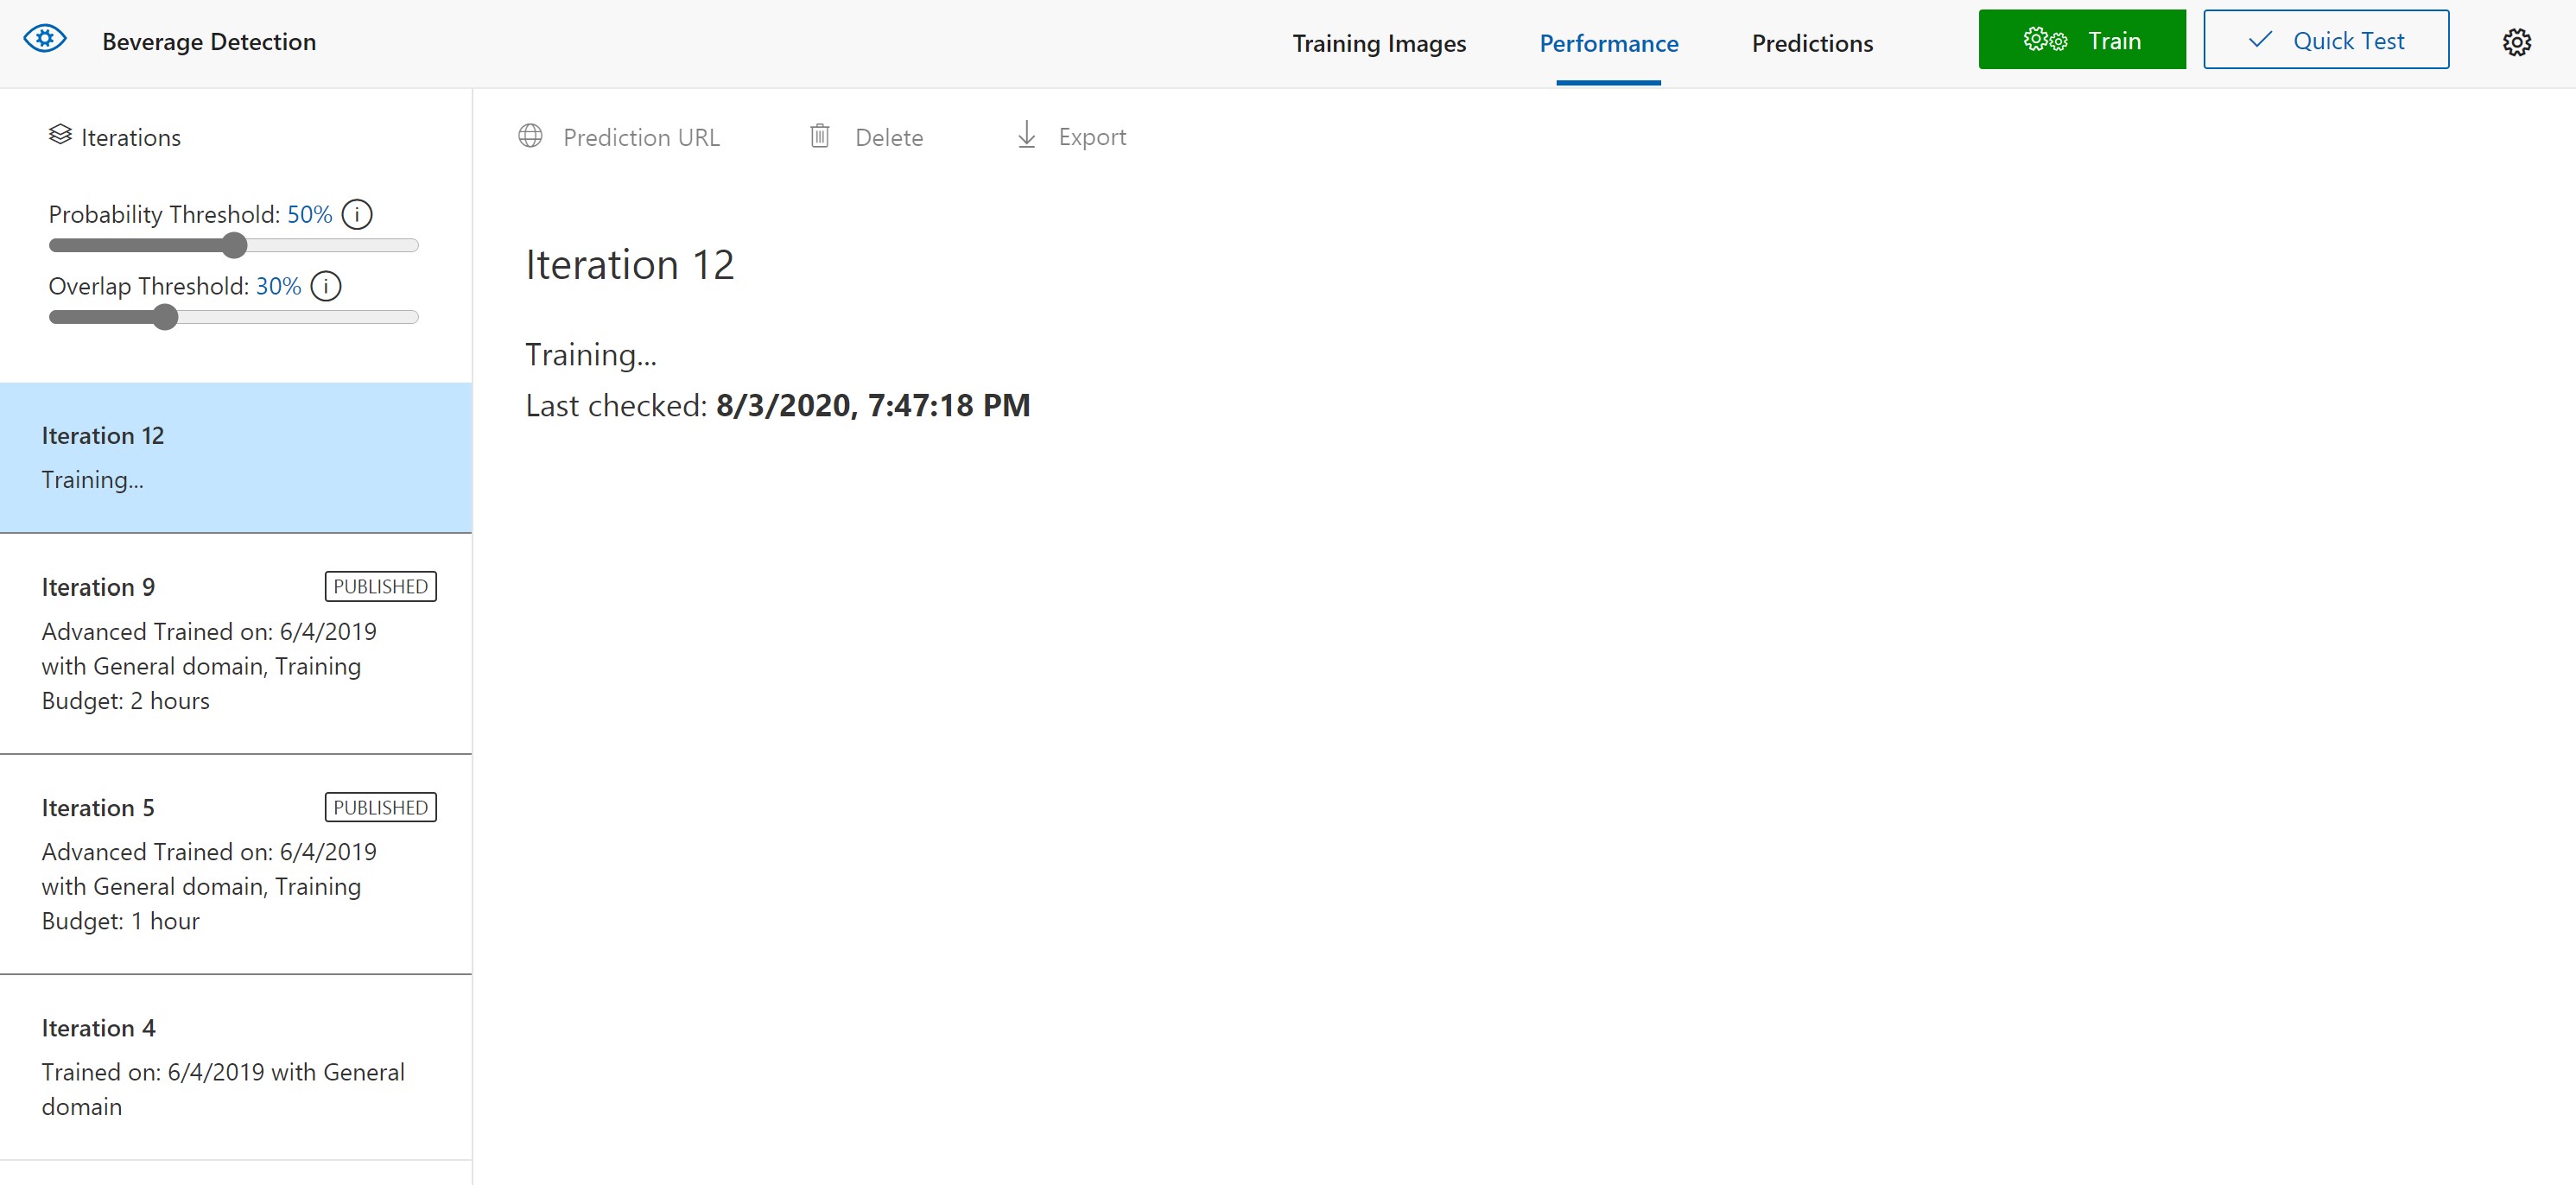 Beverage Detection
Training Images
Performance
Predictions
Train
Quick Test
Iterations
Probability Threshold: 50%
Overlap Threshold: 30%
Iteration 12
Training...
Iteration 9
PUBLISHED
Advanced Trained on: 6/4/2019
with General domain, Training
Budget: 2 hours
Iteration 5
PUBLISHED
Advanced Trained on: 6/4/2019
with General domain, Training
Budget: 1 hour
Iteration 4
Trained on: 6/4/2019 with General
domain
Prediction URL
Delete
Export
Iteration 12
Training...
Last checked: 8/3/2020, 7:47:18 PM